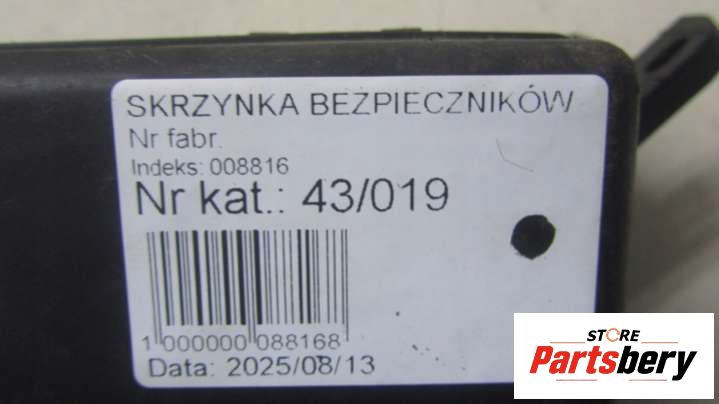 SKRZYNKA BEZPIECZNIKÓW
Nr fabr.
Indeks: 008816
Nr kat.: 43/019
1 000000 088168
Data: 2025/08/13
STORE
Partsbery